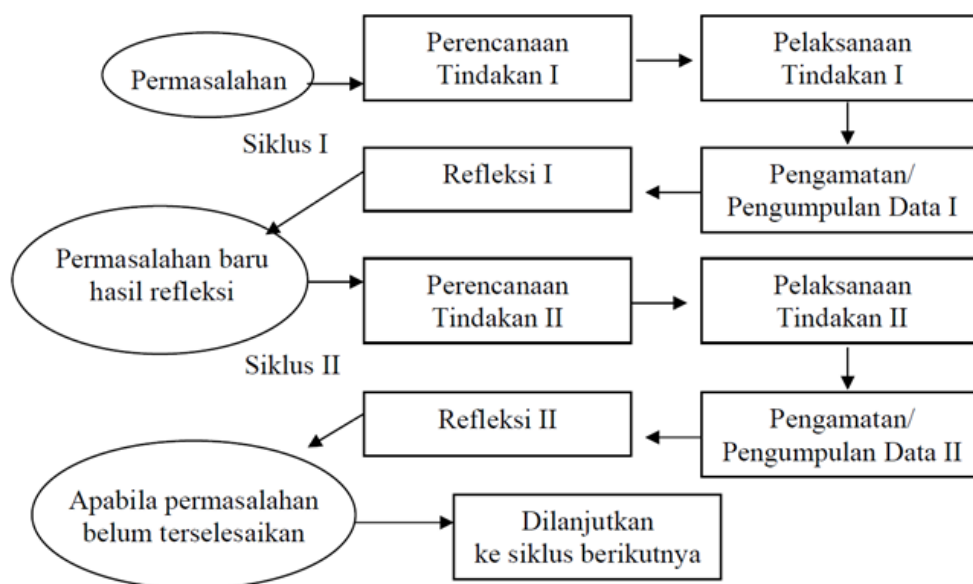 Permasalahan
Perencanaan
Tindakan I
Pelaksanaan
Tindakan I
Siklus I
Refleksi I
Pengamatan/
Pengumpulan Data I
Permasalahan baru
hasil refleksi
Perencanaan
Tindakan II
Pelaksanaan
Tindakan II
Siklus II
Refleksi II
Pengamatan/
Pengumpulan Data II
Apabila permasalahan
belum terselesaikan
Dilanjutkan
ke siklus berikutnya